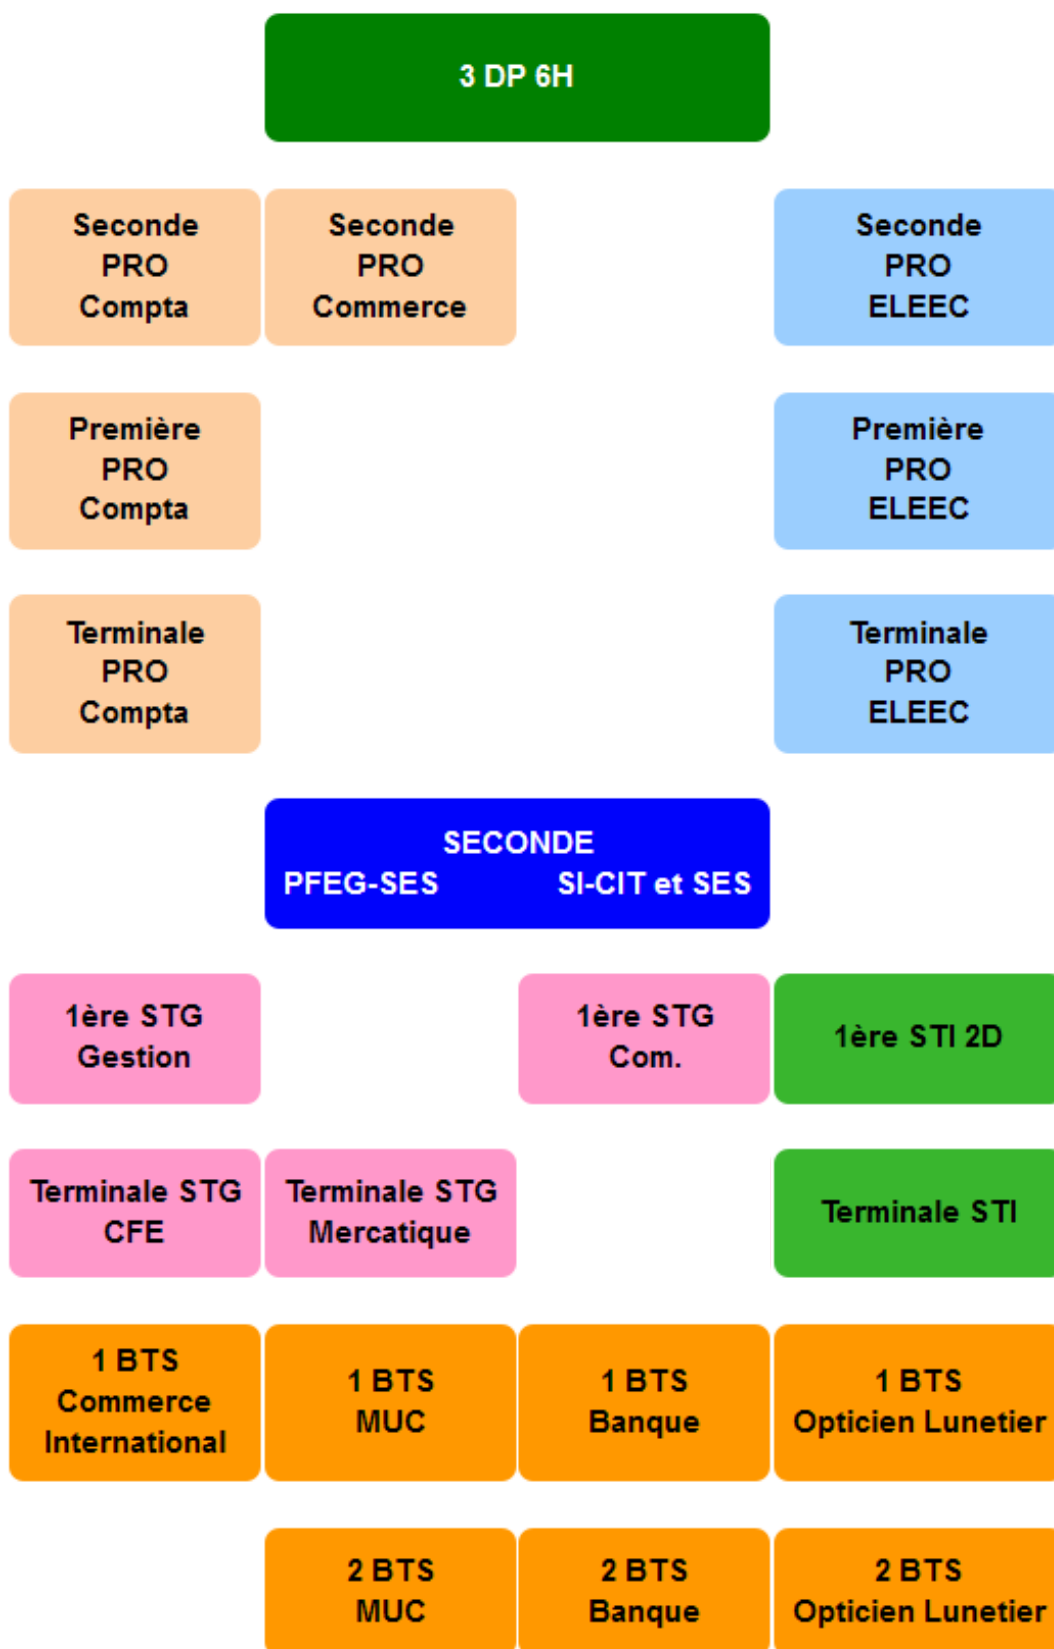 3 DP 6H
Seconde
PRO
Compta
Seconde
PRO
Commerce
Seconde
PRO
ELEEC
Première
PRO
Compta
Première
PRO
ELEEC
Terminale
PRO
Compta
Terminale
PRO
ELEEC
SECONDE
PFEG-SES SI-CIT et SES
1ère STG
Gestion
1ère STG
Com.
1ère STI 2D
Terminale STG
CFE
Terminale STG
Mercatique
Terminale STI
1 BTS
Commerce
International
1 BTS
MUC
1 BTS
Banque
1 BTS
Opticien Lunetier
2 BTS
MUC
2 BTS
Banque
2 BTS
Opticien Lunetier